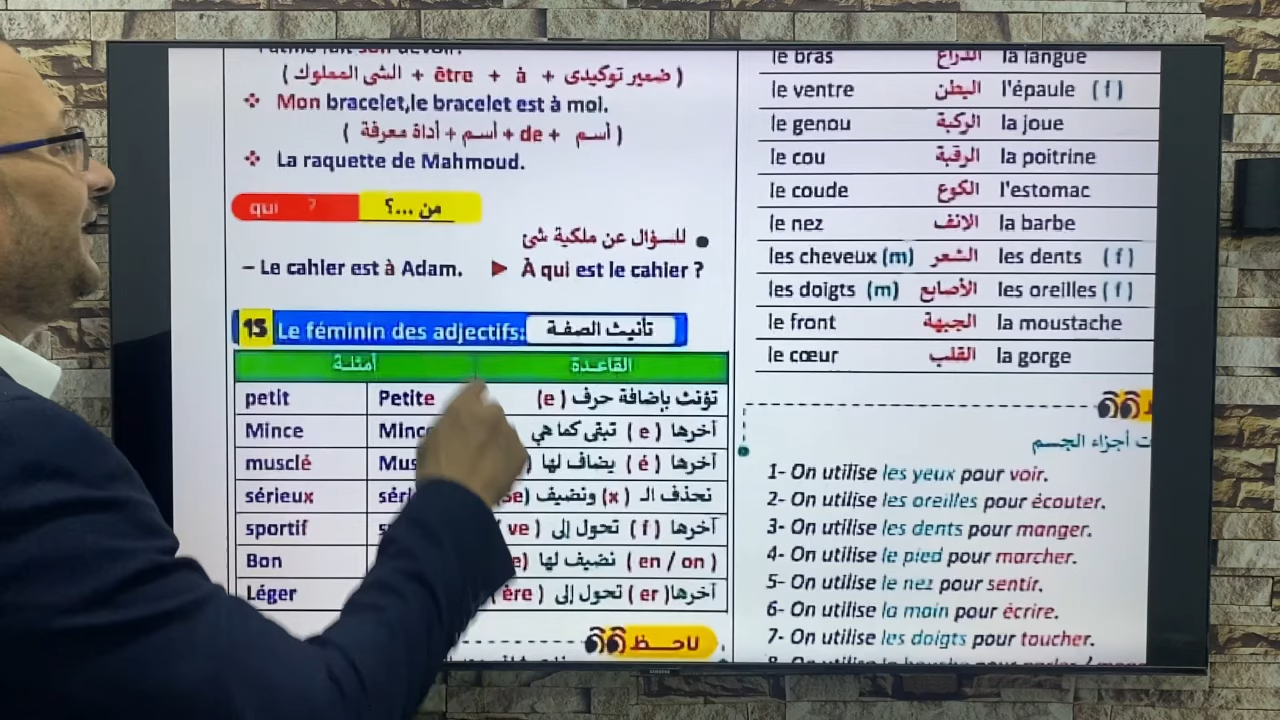 ( ضمير توكيدى + à + être + الشى المملوك )
❖ Mon bracelet,le bracelet est à moi.
( أسم + de + أسم + أداة معرفة )
❖ La raquette de Mahmoud.
qui ? من ...؟
● للسؤال عن ملكية شئ
– Le cahier est à Adam. ► À qui est le cahier ?
15 Le féminin des adjectifs: تأنيث الصفة
القاعدة أمثلة
petit Petite تؤنث بإضافة حرف ( e )
Mince آخرها ( e ) تبقى كما هي
musclé آخرها ( é ) يضاف لها
sérieux نحذف الـ ( x ) ونضيف
sportif آخرها ( f ) تحول إلى ( ve )
Bon ( en / on ) نضيف لها
Léger آخرها ( er ) تحول إلى ( ère )
لاحـظ
le bras الذراع la langue
le ventre البطن l'épaule ( f )
le genou الركبة la joue
le cou الرقبة la poitrine
le coude الكوع l'estomac
le nez الانف la barbe
les cheveux (m) الشعر les dents ( f )
les doigts (m) الأصابع les oreilles ( f )
le front الجبهة la moustache
le cœur القلب la gorge
أجزاء الجسم
1- On utilise les yeux pour voir.
2- On utilise les oreilles pour écouter.
3- On utilise les dents pour manger.
4- On utilise le pied pour marcher.
5- On utilise le nez pour sentir.
6- On utilise la main pour écrire.
7- On utilise les doigts pour toucher.
SAMSUNG